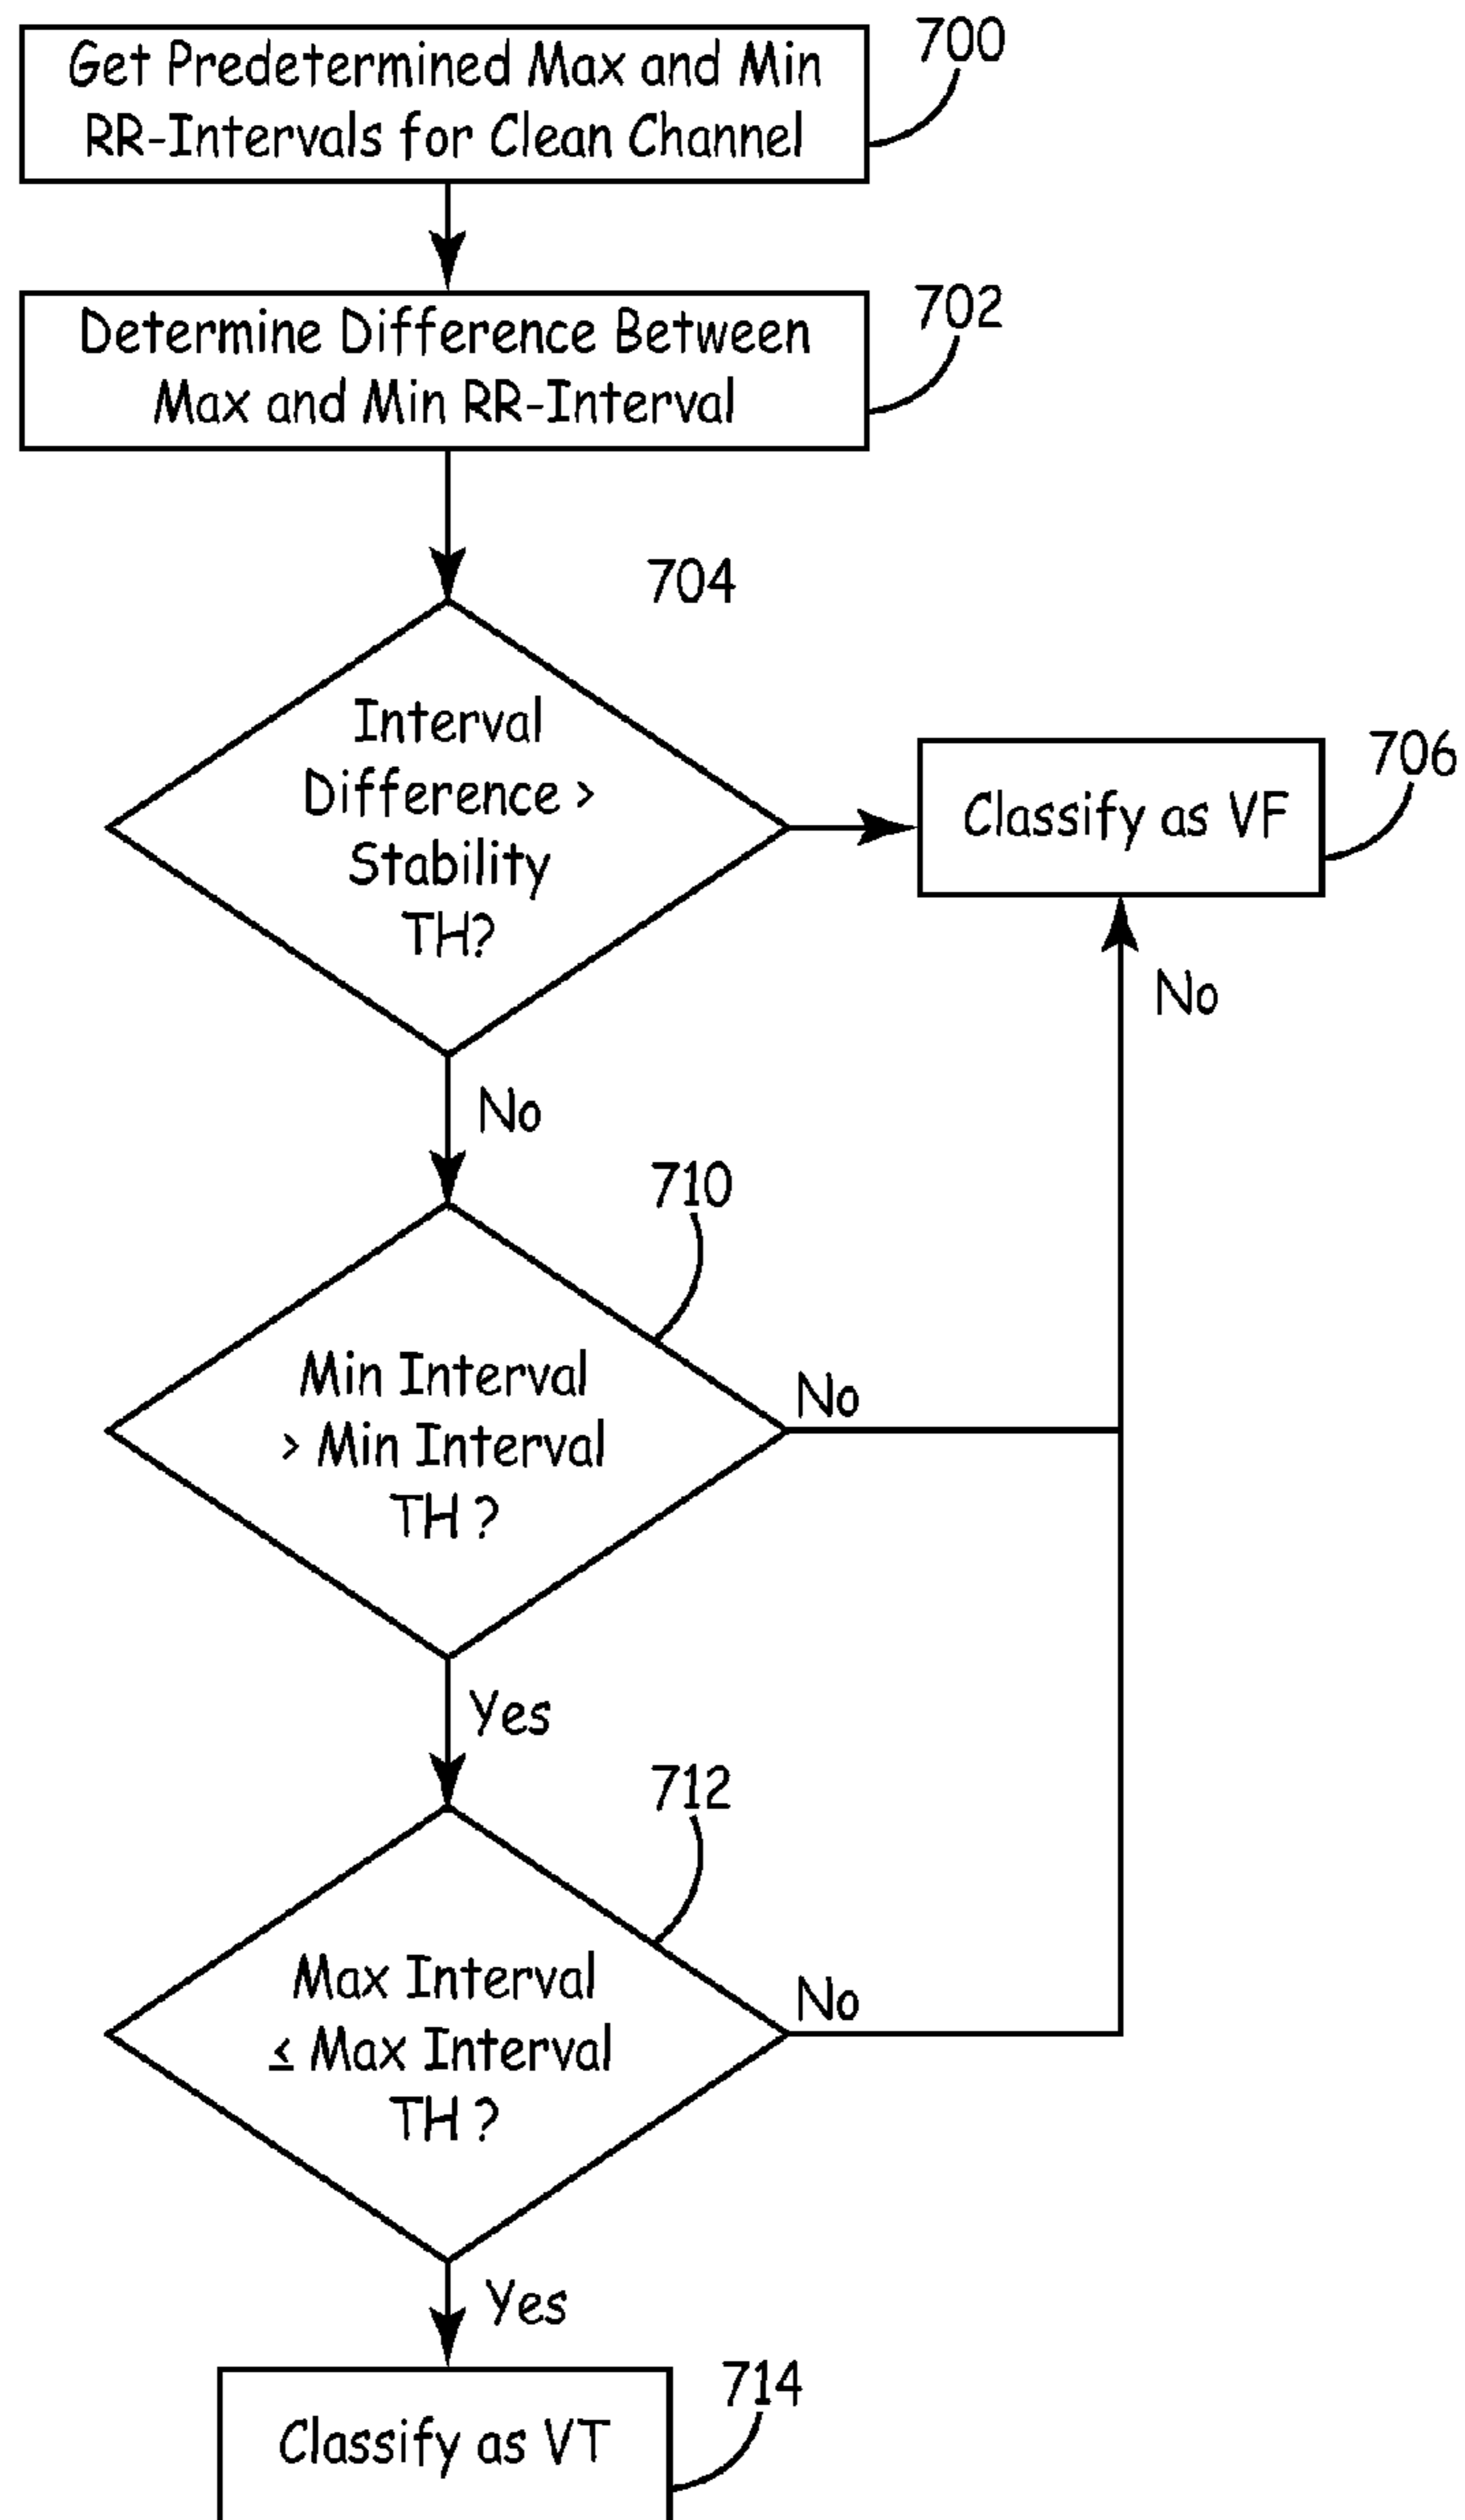 Get Predetermined Max and Min
RR-Intervals for Clean Channel
700
Determine Difference Between
Max and Min RR-Interval
702
704
Interval
Difference >
Stability
TH?
706
Classify as VF
No
No
710
Min Interval
> Min Interval
TH ?
No
Yes
712
Max Interval
≤ Max Interval
TH ?
No
Yes
714
Classify as VT